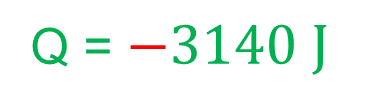 Q = −3140 J